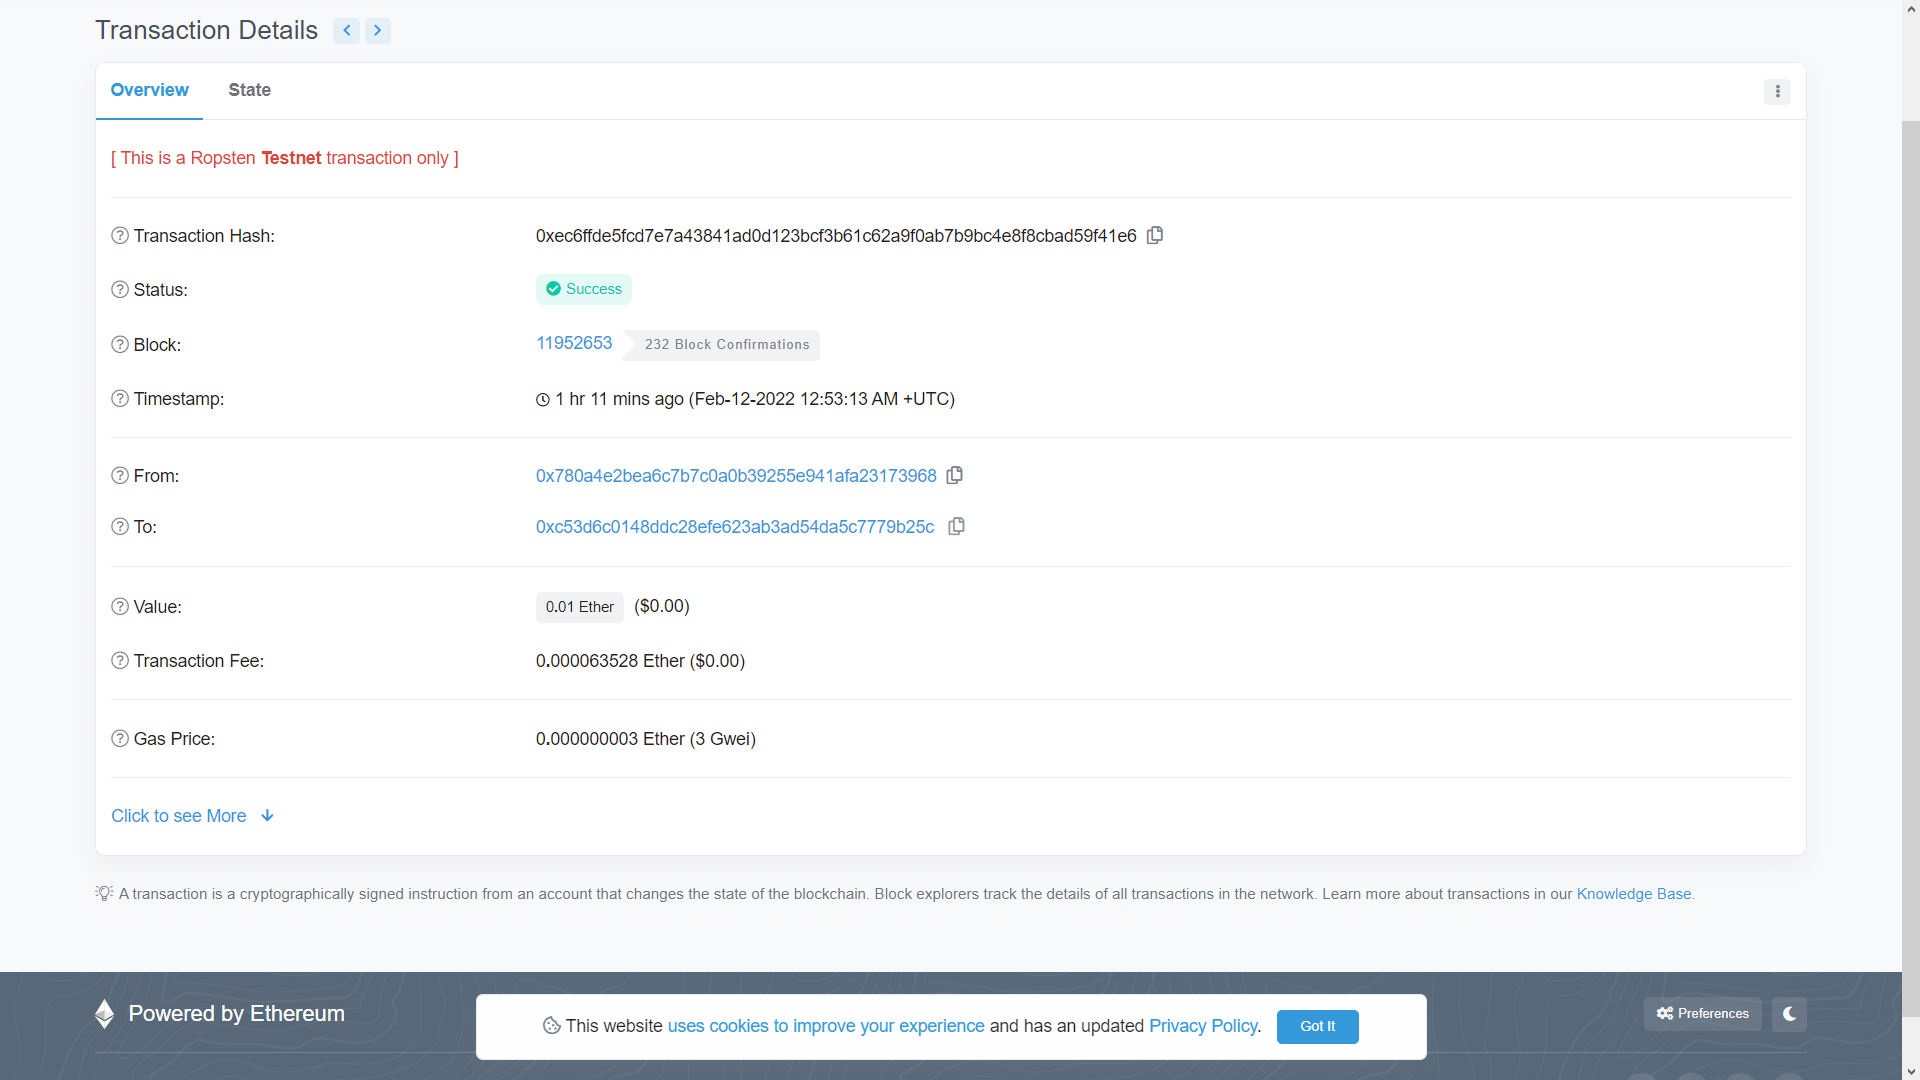 Transaction Details
Overview State
[ This is a Ropsten Testnet transaction only ]
Transaction Hash: 0xec6ffde5fcd7e7a43841ad0d123bcf3b61c62a9f0ab7b9bc4e8f8cbad59f41e6
Status: Success
Block: 11952653 232 Block Confirmations
Timestamp: 1 hr 11 mins ago (Feb-12-2022 12:53:13 AM +UTC)
From: 0x780a4e2bea6c7b7c0a0b39255e941afa23173968
To: 0xc53d6c0148ddc28efe623ab3ad54da5c7779b25c
Value: 0.01 Ether ($0.00)
Transaction Fee: 0.000063528 Ether ($0.00)
Gas Price: 0.000000003 Ether (3 Gwei)
Click to see More
A transaction is a cryptographically signed instruction from an account that changes the state of the blockchain. Block explorers track the details of all transactions in the network. Learn more about transactions in our Knowledge Base.
Powered by Ethereum
This website uses cookies to improve your experience and has an updated Privacy Policy. Got It
Preferences